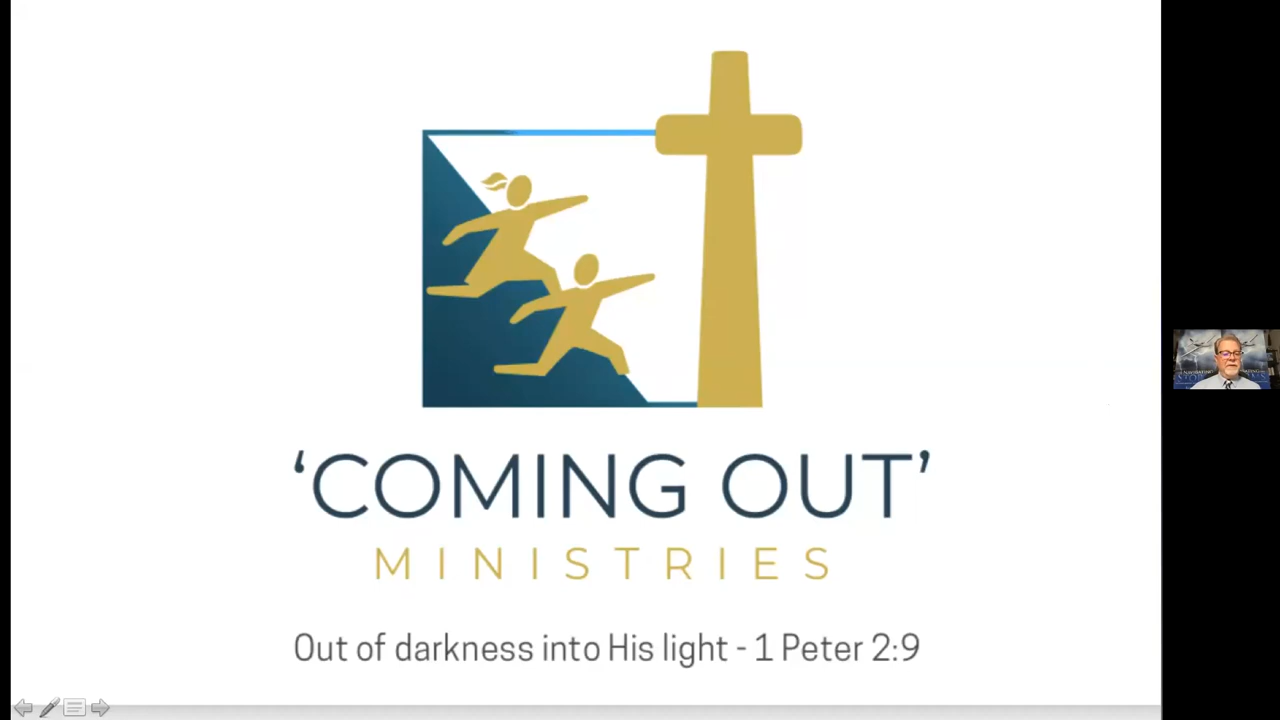 ‘COMING OUT’
MINISTRIES
Out of darkness into His light - 1 Peter 2:9